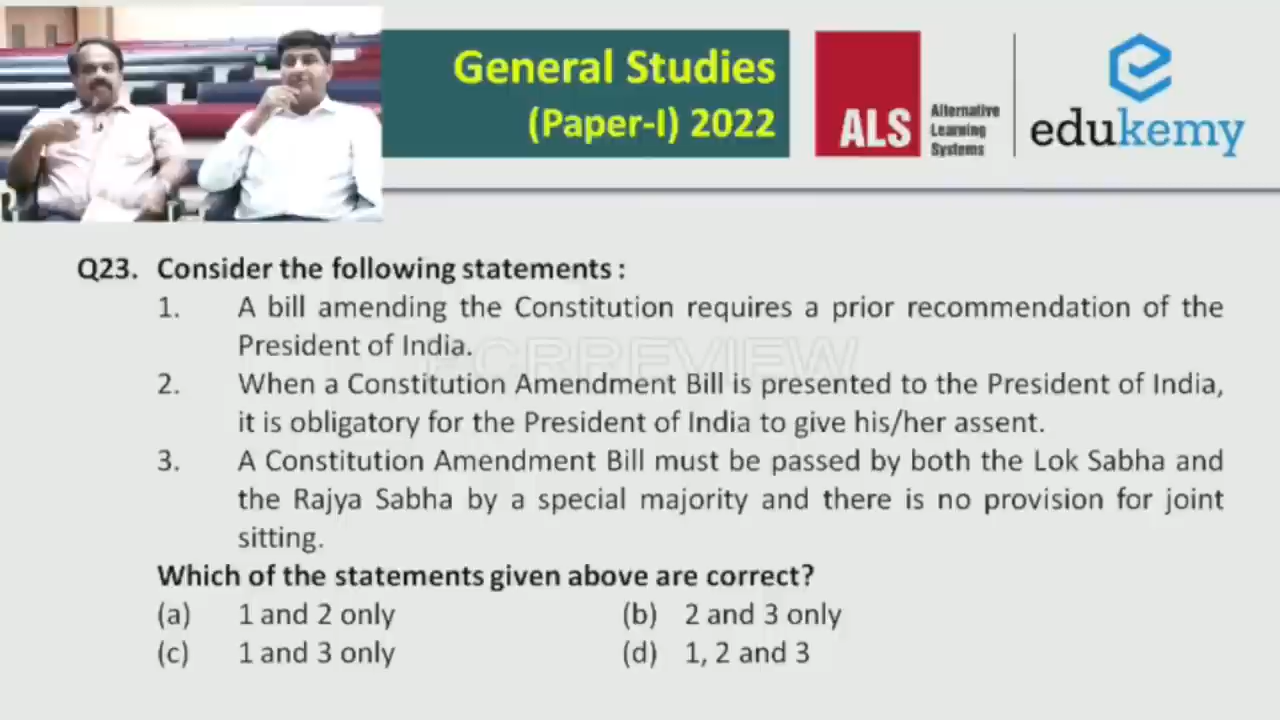 General Studies
(Paper-I) 2022
ALS
Alternative
Learning
Systems
edukemy
Q23. Consider the following statements :
1. A bill amending the Constitution requires a prior recommendation of the
President of India.
2. When a Constitution Amendment Bill is presented to the President of India,
it is obligatory for the President of India to give his/her assent.
3. A Constitution Amendment Bill must be passed by both the Lok Sabha and
the Rajya Sabha by a special majority and there is no provision for joint
sitting.
Which of the statements given above are correct?
(a) 1 and 2 only (b) 2 and 3 only
(c) 1 and 3 only (d) 1, 2 and 3